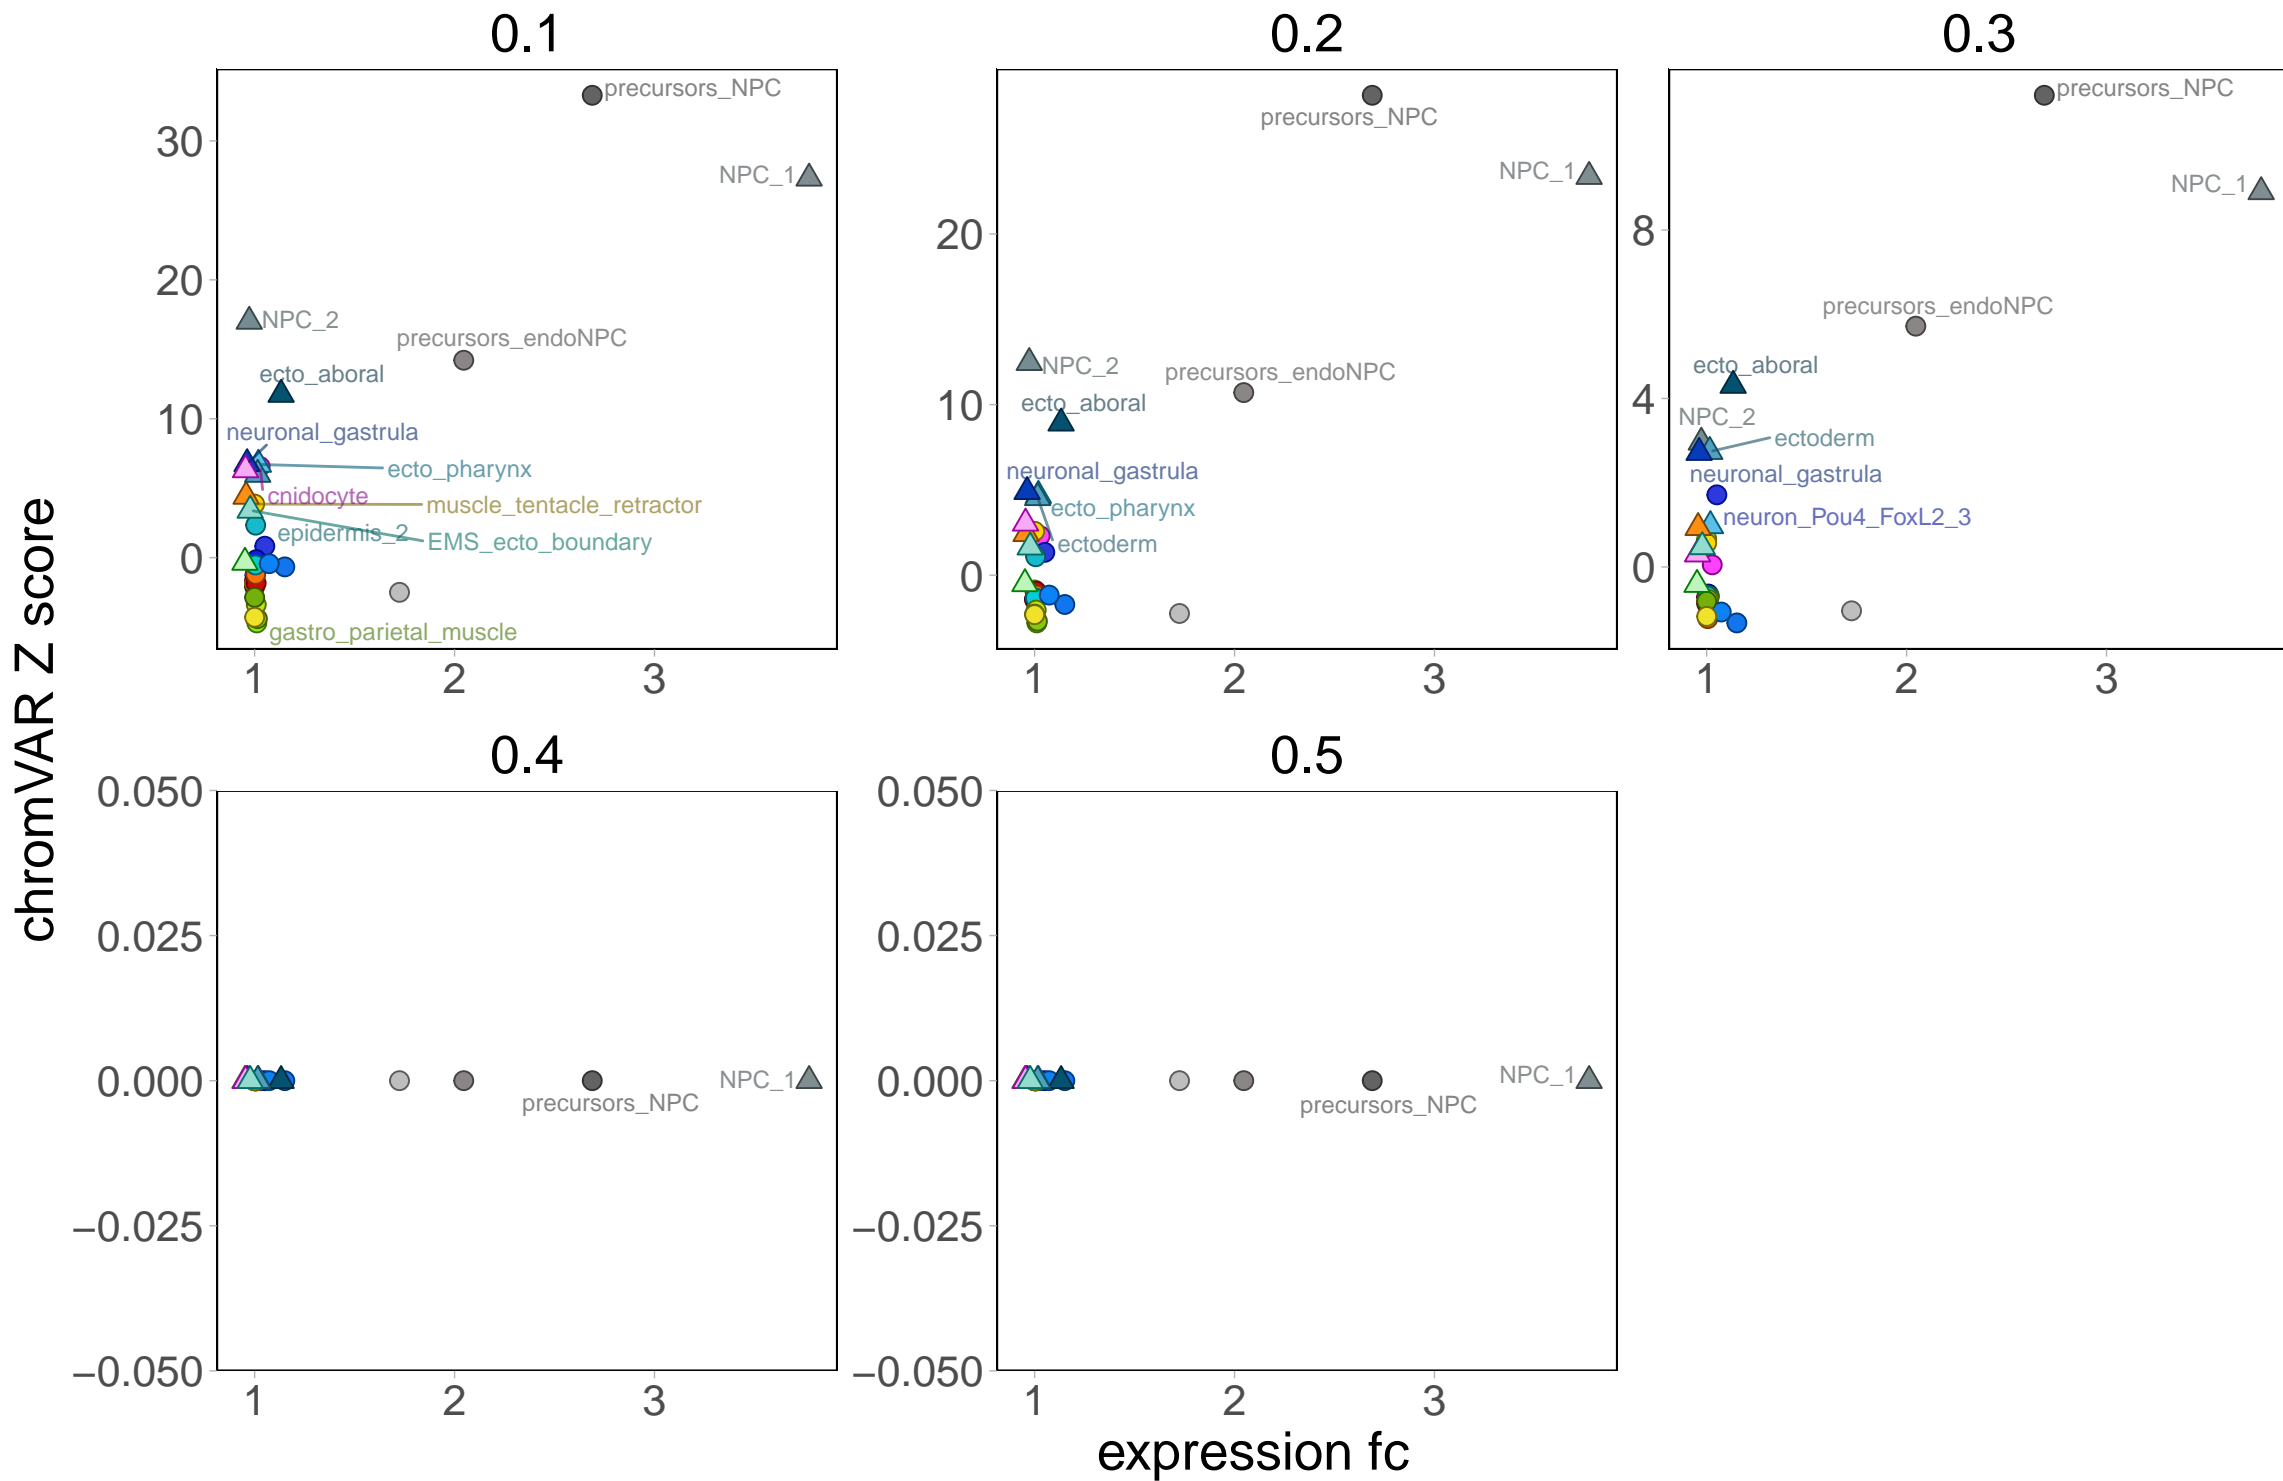 0.1
0.2
0.3
precursors_NPC
NPC_1
NPC_2
precursors_endoNPC
ecto_aboral
neuronal_gastrula
ecto_pharynx
cnidocyte
muscle_tentacle_retractor
epidermis_2
EMS_ecto_boundary
gastro_parietal_muscle
30
20
10
0
1
2
3
precursors_NPC
NPC_1
NPC_2
precursors_endoNPC
ecto_aboral
neuronal_gastrula
ecto_pharynx
ectoderm
20
10
0
1
2
3
precursors_NPC
NPC_1
precursors_endoNPC
ecto_aboral
NPC_2
ectoderm
neuronal_gastrula
neuron_Pou4_FoxL2_3
8
4
0
1
2
3
chromVAR Z score
0.4
0.5
0.050
0.025
0.000
−0.025
−0.050
NPC_1
precursors_NPC
1
2
3
0.050
0.025
0.000
−0.025
−0.050
NPC_1
precursors_NPC
1
2
3
expression fc